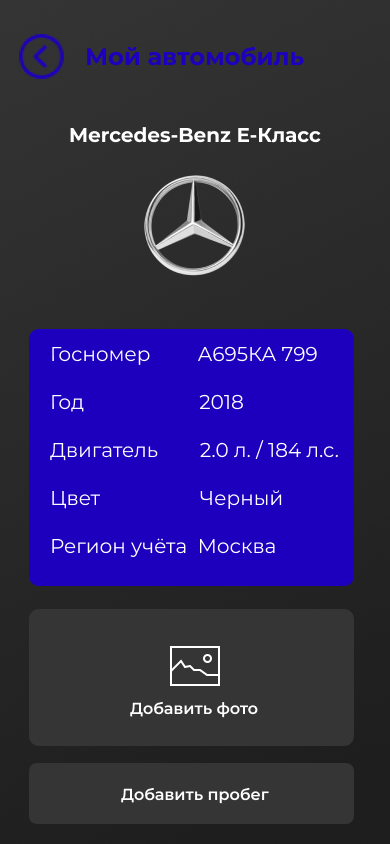 Мой автомобиль
Mercedes-Benz E-Класс
Госномер А695КА 799
Год 2018
Двигатель 2.0 л. / 184 л.с.
Цвет Черный
Регион учёта Москва
Добавить фото
Добавить пробег